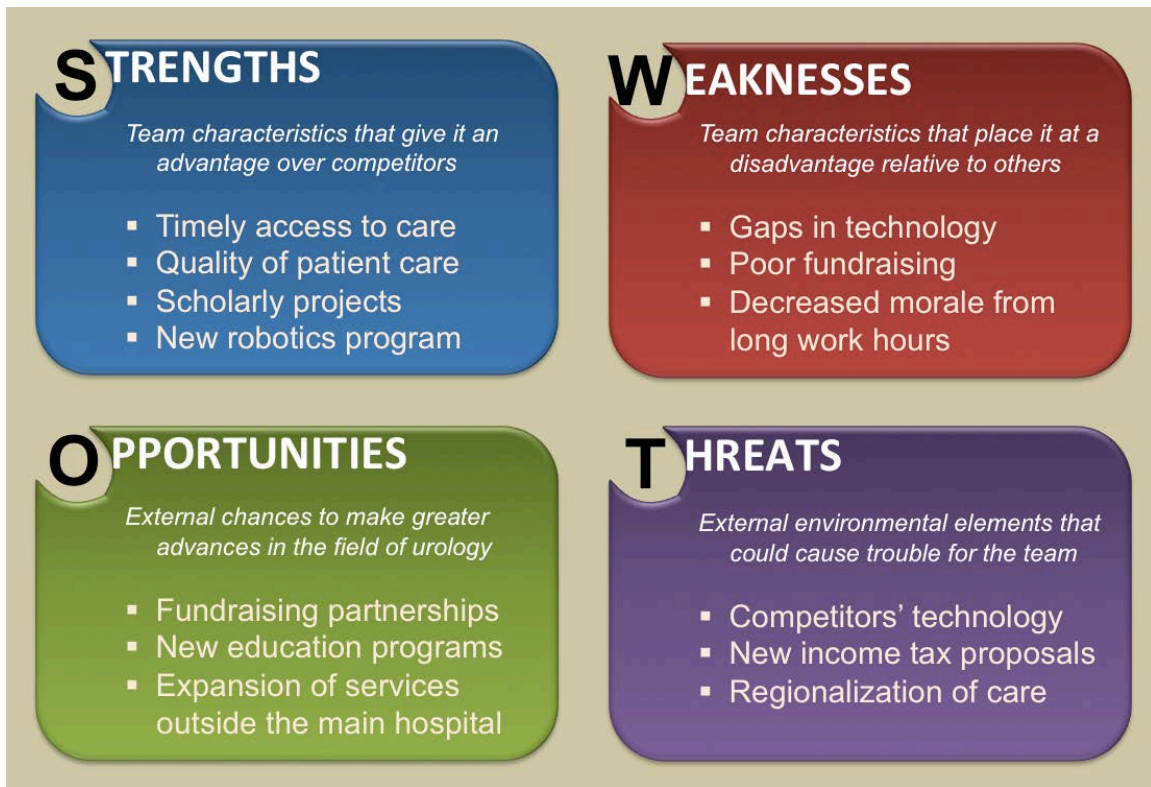 STRENGTHS
Team characteristics that give it an
advantage over competitors
▪ Timely access to care
▪ Quality of patient care
▪ Scholarly projects
▪ New robotics program
WEAKNESSES
Team characteristics that place it at a
disadvantage relative to others
▪ Gaps in technology
▪ Poor fundraising
▪ Decreased morale from
long work hours
OPPORTUNITIES
External chances to make greater
advances in the field of urology
▪ Fundraising partnerships
▪ New education programs
▪ Expansion of services
outside the main hospital
THREATS
External environmental elements that
could cause trouble for the team
▪ Competitors’ technology
▪ New income tax proposals
▪ Regionalization of care